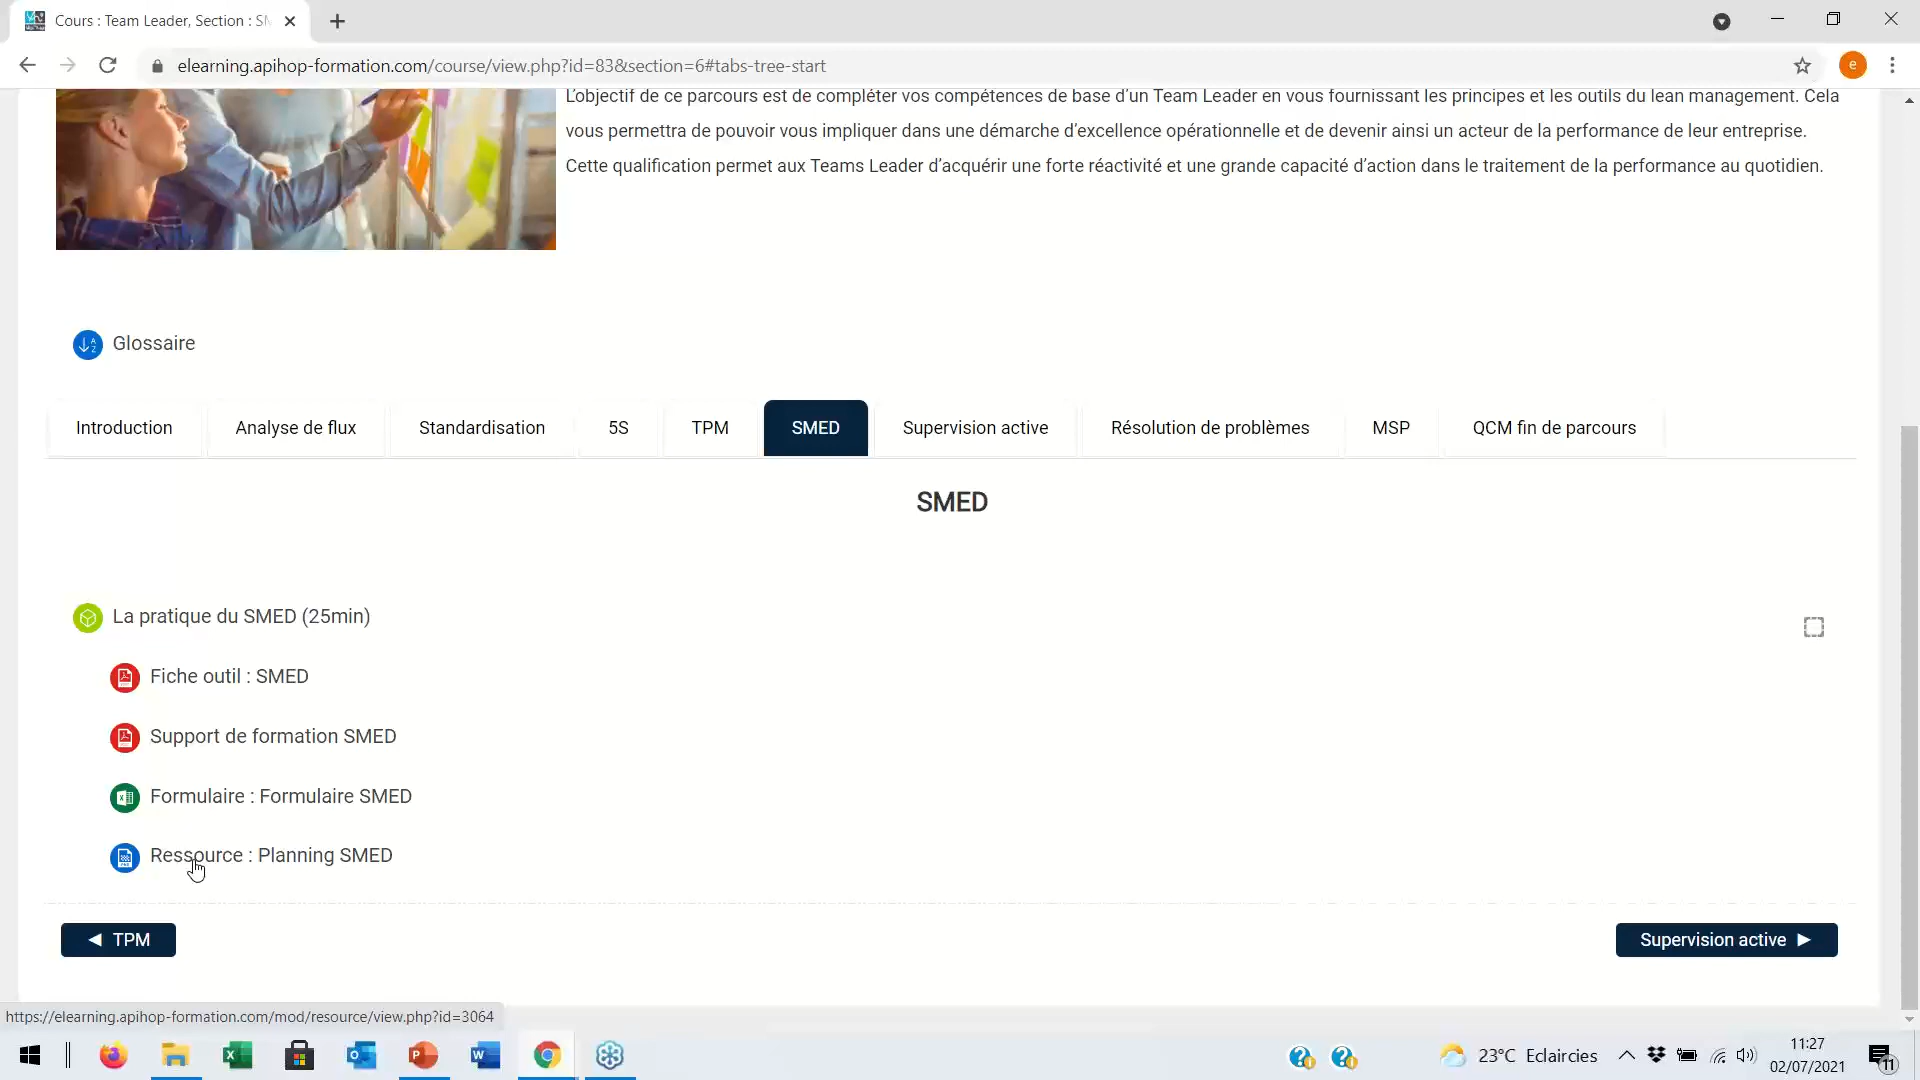 Cours : Team Leader, Section : SM
elearning.apihop-formation.com/course/view.php?id=83&section=6#tabs-tree-start
e
L'objectif de ce parcours est de compléter vos compétences de base d'un Team Leader en vous fournissant les principes et les outils du lean management. Cela
vous permettra de pouvoir vous impliquer dans une démarche d'excellence opérationnelle et de devenir ainsi un acteur de la performance de leur entreprise.
Cette qualification permet aux Teams Leader d'acquérir une forte réactivité et une grande capacité d'action dans le traitement de la performance au quotidien.
Glossaire
Introduction
Analyse de flux
Standardisation
5S
TPM
SMED
Supervision active
Résolution de problèmes
MSP
QCM fin de parcours
SMED
La pratique du SMED (25min)
Fiche outil : SMED
Support de formation SMED
Formulaire : Formulaire SMED
Ressource : Planning SMED
◄ TPM
Supervision active ►
https://elearning.apihop-formation.com/mod/resource/view.php?id=3064
23°C Eclaircies
11:27
02/07/2021
11